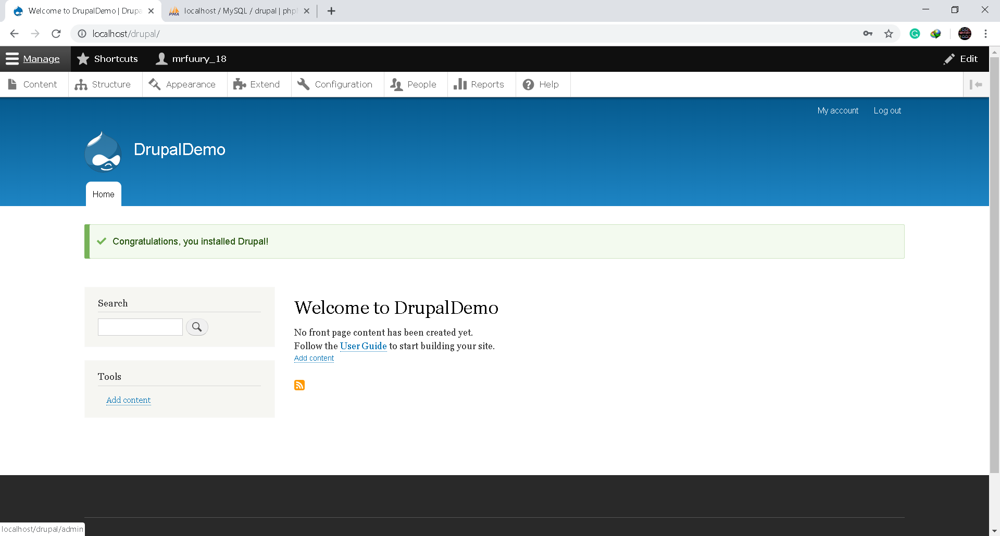 Welcome to DrupalDemo | Drupa
localhost / MySQL / drupal | php
localhost/drupal/
Manage
Shortcuts
mrfuury_18
Edit
Content
Structure
Appearance
Extend
Configuration
People
Reports
Help
My account
Log out
DrupalDemo
Home
Congratulations, you installed Drupal!
Search
Welcome to DrupalDemo
No front page content has been created yet.
Follow the User Guide to start building your site.
Add content
Tools
Add content
localhost/drupal/admin